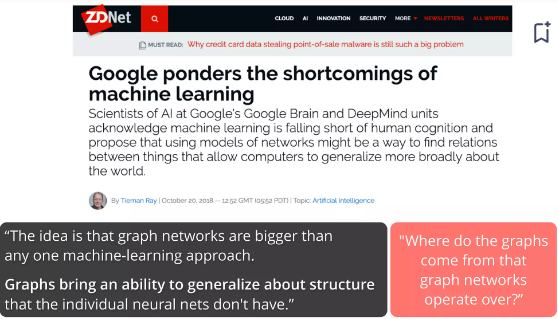 ZDNet
CLOUD AI INNOVATION SECURITY MORE NEWSLETTERS ALL WRITERS
MUST READ: Why credit card data stealing point-of-sale malware is still such a big problem
Google ponders the shortcomings of
machine learning
Scientists of AI at Google's Google Brain and DeepMind units
acknowledge machine learning is falling short of human cognition and
propose that using models of networks might be a way to find relations
between things that allow computers to generalize more broadly about
the world.
By Tiernan Ray | October 20, 2018 -- 12:52 GMT (05:52 PDT) | Topic: Artificial Intelligence
“The idea is that graph networks are bigger than
any one machine-learning approach.
Graphs bring an ability to generalize about structure
that the individual neural nets don't have.”
"Where do the graphs
come from that
graph networks
operate over?”